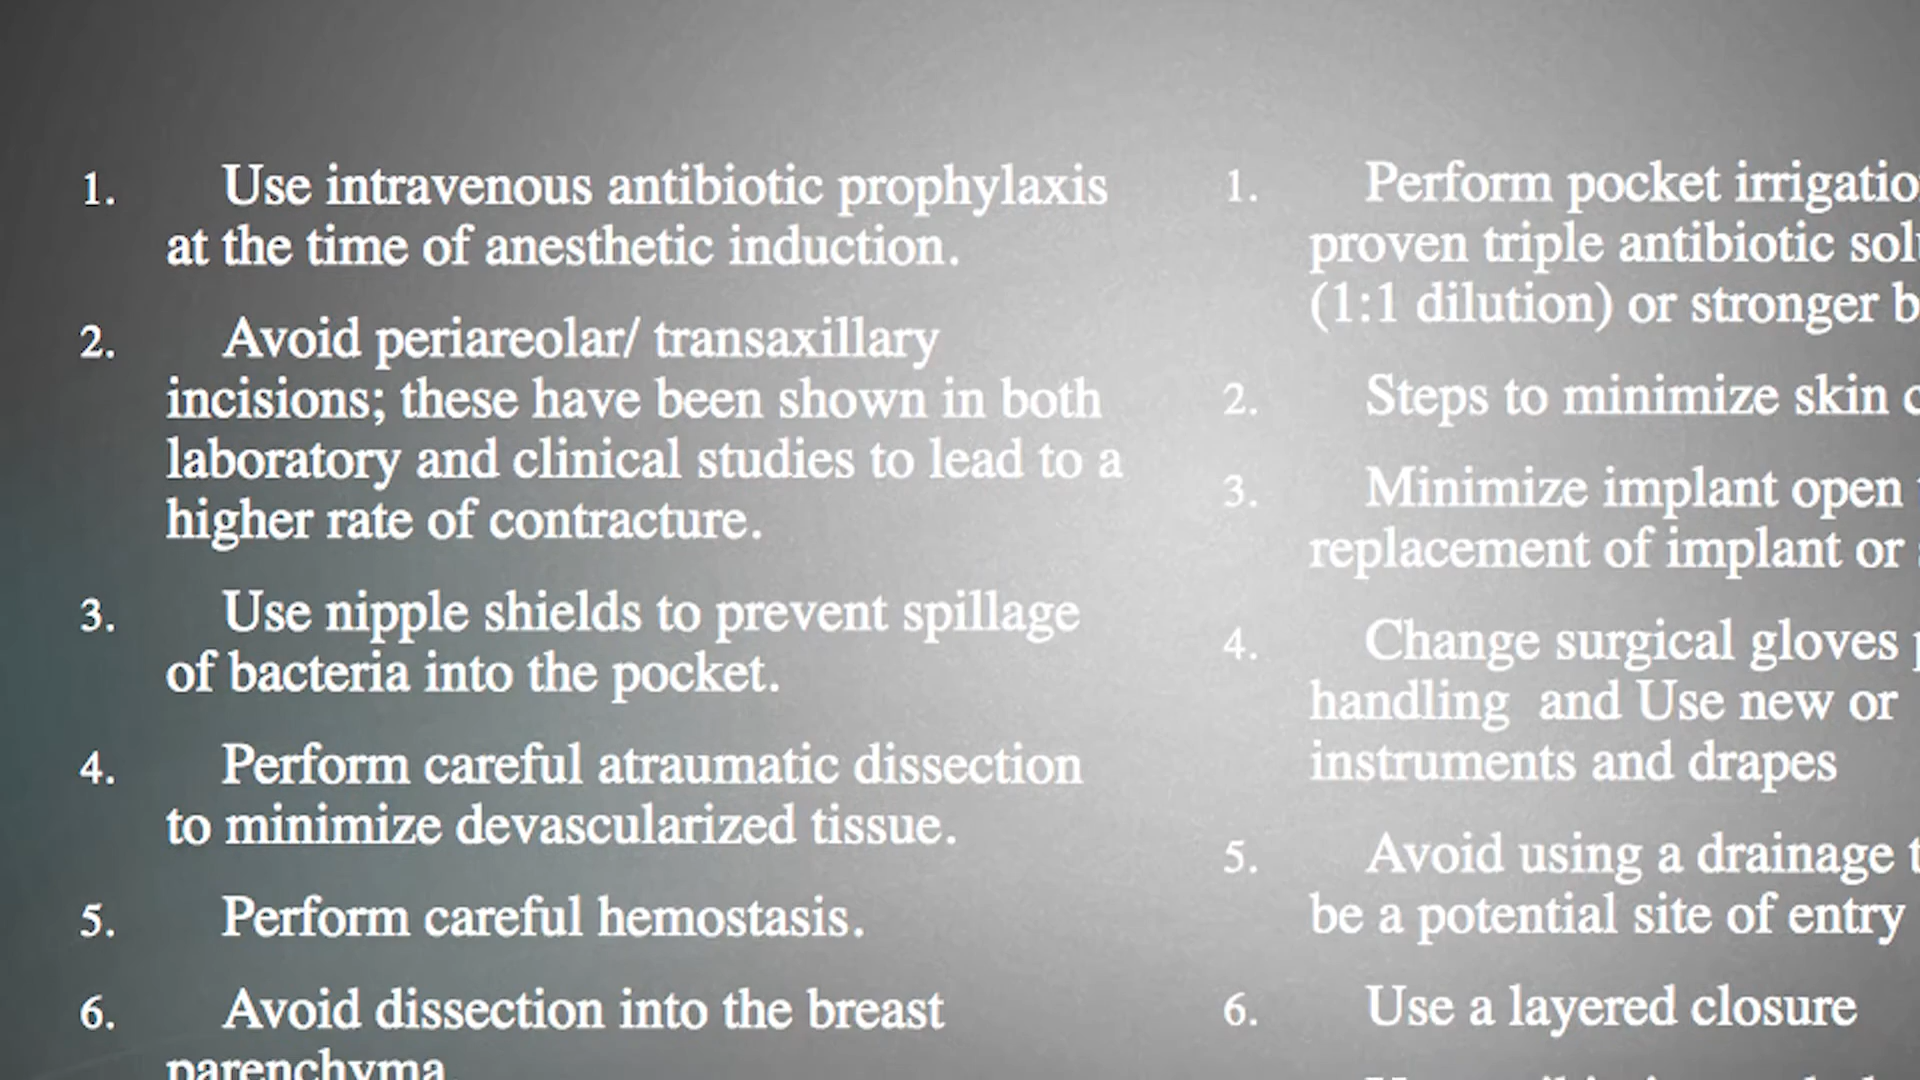 1. Use intravenous antibiotic prophylaxis
at the time of anesthetic induction.
2. Avoid periareolar/ transaxillary
incisions; these have been shown in both
laboratory and clinical studies to lead to a
higher rate of contracture.
3. Use nipple shields to prevent spillage
of bacteria into the pocket.
4. Perform careful atraumatic dissection
to minimize devascularized tissue.
5. Perform careful hemostasis.
6. Avoid dissection into the breast
parenchyma
1. Perform pocket
proven triple antibiotic
(1:1 dilution) or stronger
2. Steps to minimize skin
3. Minimize implant open
replacement of implant or
4. Change surgical gloves
handling and Use new or
instruments and drapes
5. Avoid using a drainage
be a potential site of entry
6. Use a layered closure